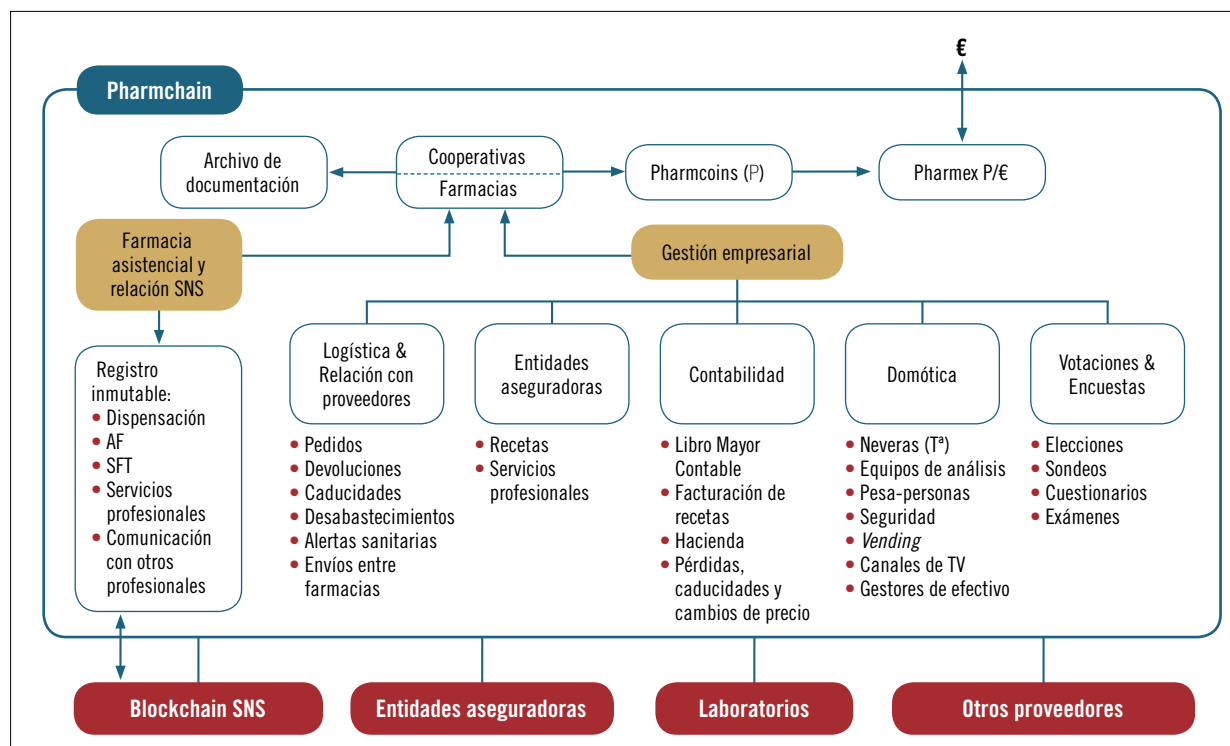 €
Pharmchain
Archivo de
documentación
Cooperativas
Farmacias
Pharmcoins (P)
Pharmex P/€
Farmacia
asistencial y
relación SNS
Gestión empresarial
Registro
inmutable:
• Dispensación
• AF
• SFT
• Servicios
profesionales
• Comunicación
con otros
profesionales
Logística &
Relación con
proveedores
• Pedidos
• Devoluciones
• Caducidades
• Desabastecimientos
• Alertas sanitarias
• Envíos entre
farmacias
Entidades
aseguradoras
• Recetas
• Servicios
profesionales
Contabilidad
• Libro Mayor
Contable
• Facturación de
recetas
• Hacienda
• Pérdidas,
caducidades y
cambios de precio
Domótica
• Neveras (Tª)
• Equipos de análisis
• Pesa-personas
• Seguridad
• Vending
• Canales de TV
• Gestores de efectivo
Votaciones &
Encuestas
• Elecciones
• Sondeos
• Cuestionarios
• Exámenes
Blockchain SNS
Entidades aseguradoras
Laboratorios
Otros proveedores